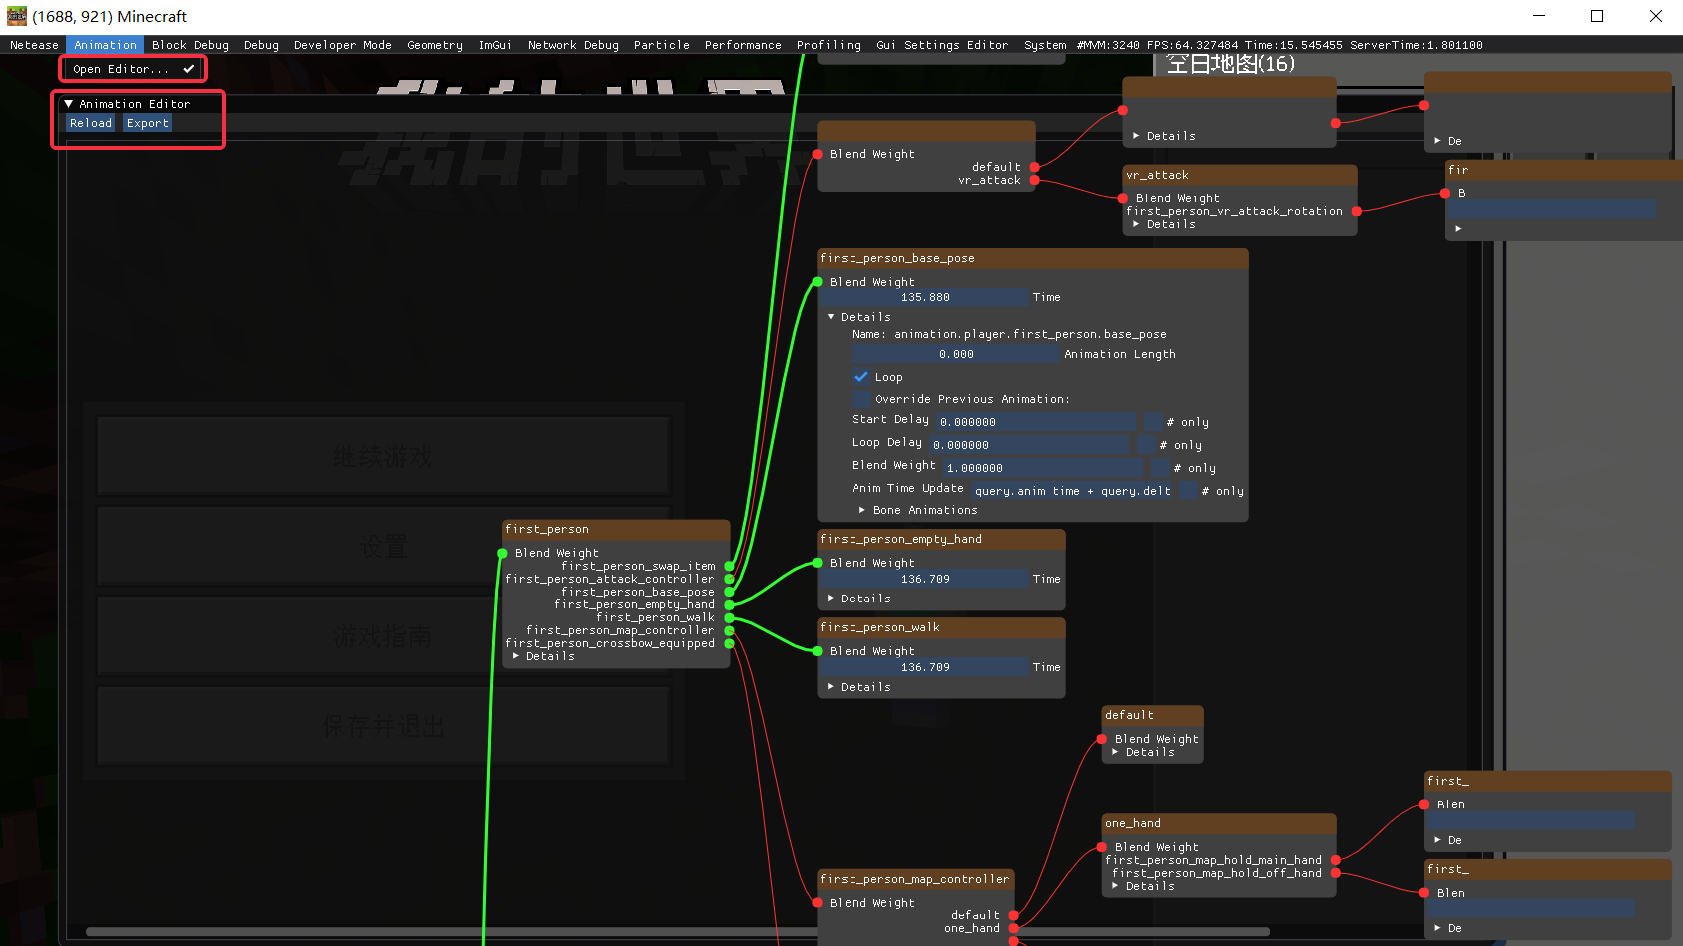 (1688, 921) Minecraft
Netease Animation Block Debug Debug Developer Mode Geometry ImGui Network Debug Particle Performance Profiling Gui Settings Editor System #MVM:3240 FPS:64.327484 Time:15.545455 ServerTime:1.801100
Open Editor...
空白地图(16)
Animation Editor
Reload Export
我的世界
Blend Weight
default
vr_attack
Details
De
vr_attack
Blend Weight
first_person_vr_attack_rotation
Details
fir
B
first_person_base_pose
Blend Weight
135.880 Time
Details
Name: animation.player.first_person.base_pose
0.000 Animation Length
Loop
Override Previous Animation:
Start Delay 0.000000 # only
Loop Delay 0.000000 # only
Blend Weight 1.000000 # only
Anim Time Update query.anim_time + query.delt # only
Bone Animations
继续游戏
设置
游戏指南
保存并退出
first_person
Blend Weight
first_person_swap_item
first_person_attack_controller
first_person_base_pose
first_person_empty_hand
first_person_walk
first_person_map_controller
first_person_crossbow_equipped
Details
first_person_empty_hand
Blend Weight
136.709 Time
Details
first_person_walk
Blend Weight
136.709 Time
Details
default
Blend Weight
Details
one_hand
Blend Weight
first_person_map_hold_main_hand
first_person_map_hold_off_hand
Details
first_
Blen
De
first_
Blen
De
first_person_map_controller
Blend Weight
default
one_hand